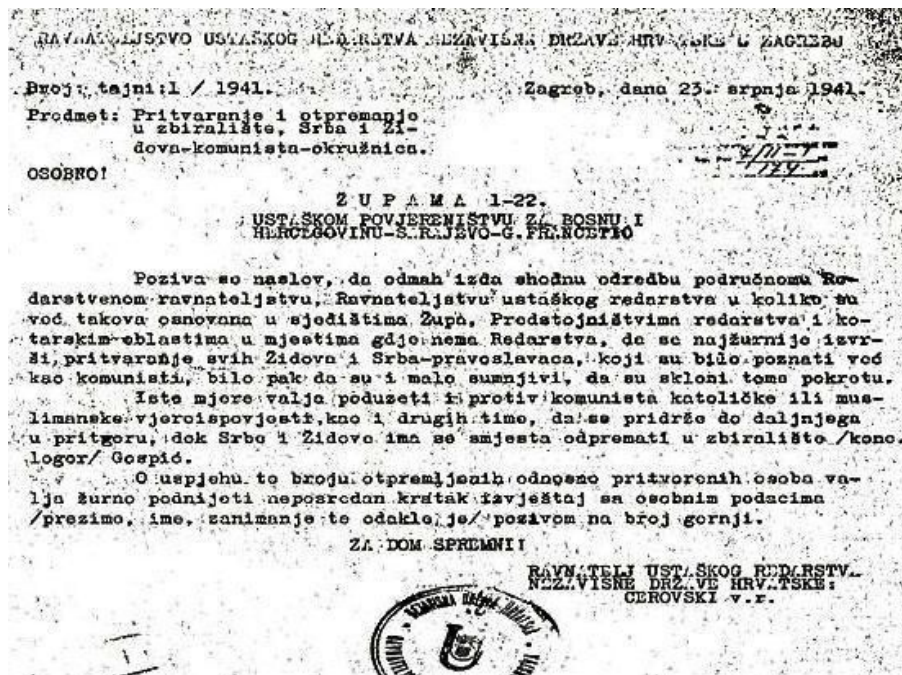 RAVNATELJSTVO USTAŠKOG REDARSTVA NEZAVISNE DRŽAVE HRVATSKE U ZAGREBU
Broj: tajni:1 / 1941.
Zagreb, dana 23. srpnja 1941.
Predmet: Pritvaranje i otpremanje
u zbiralište, Srba i Ži-
dova-komunista-okružnica.
OSOBNO!
Ž U P A M A 1-22.
USTAŠKOM POVJERENIŠTVU ZA BOSNU I
HERCEGOVINU-SARAJEVO-G.FRANCETIĆ
Poziva se naslov, da odmah izda shodnu odredbu područnomu Re-
darstvenom ravnateljstvu, Ravnateljstvu ustaškog redarstva u koliko su
već takova osnovana u sjedištima Župa, Predstojništvima redarstva i ko-
tarskim oblastima u mjestima gdje nema Redarstva, da se najžurnije izvr-
ši, pritvaranje svih Židova i Srba-pravoslavaca, koji su bilo poznati već
kao komunisti, bilo pak da su i malo sumnjivi, da su skloni tome pokrotu.
Iste mjere valja poduzeti i protiv komunista katoličke ili mus-
limanske vjeroispovjesti, kao i drugih time, da se pridrže do daljnjega
u pritvoru, dok Srbe i Židove ima se smjesta odpremati u zbiralište /konc.
logor/ Gospić.
O uspjehu te broju otpremljenih odnosno pritvorenih osoba va-
lja žurno podnijeti neposredan kratak izvještaj sa osobnim podacima
/prezime, ime, zanimanje te odakle je/ pozivom na broj gornji.
ZA DOM SPREMNI!
RAVNATELJ USTAŠKOG REDARSTVA
NEZAVISNE DRŽAVE HRVATSKE:
CEROVSKI v.r.